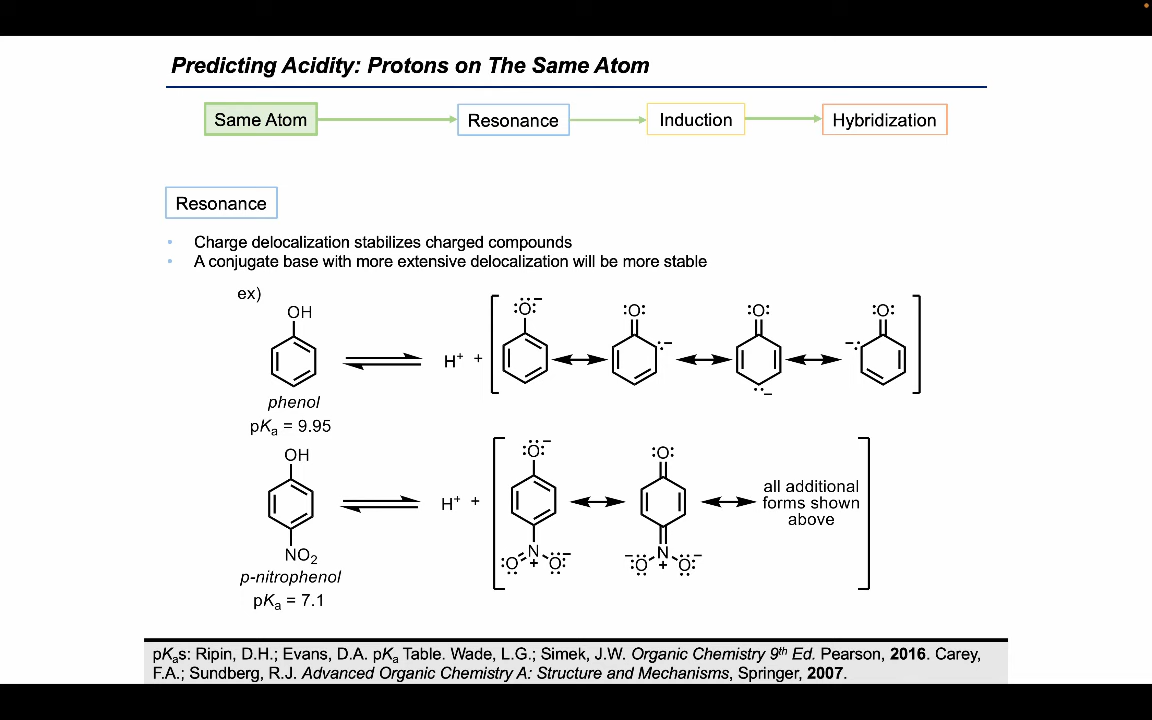 Predicting Acidity: Protons on The Same Atom
Same Atom
Resonance
Induction
Hybridization
Resonance
• Charge delocalization stabilizes charged compounds
• A conjugate base with more extensive delocalization will be more stable
ex)
OH
H⁺ +
:Ö:⁻
:O:
:⁻
:O:
:⁻
:O:
⁻:
phenol
pKₐ = 9.95
OH
NO₂
H⁺ +
:Ö:⁻
N
+
:O
O:⁻
:O:
N
+
⁻:O
O:⁻
all additional
forms shown
above
p-nitrophenol
pKₐ = 7.1
pKₐs: Ripin, D.H.; Evans, D.A. pKₐ Table. Wade, L.G.; Simek, J.W. Organic Chemistry 9ᵗʰ Ed. Pearson, 2016. Carey,
F.A.; Sundberg, R.J. Advanced Organic Chemistry A: Structure and Mechanisms, Springer, 2007.